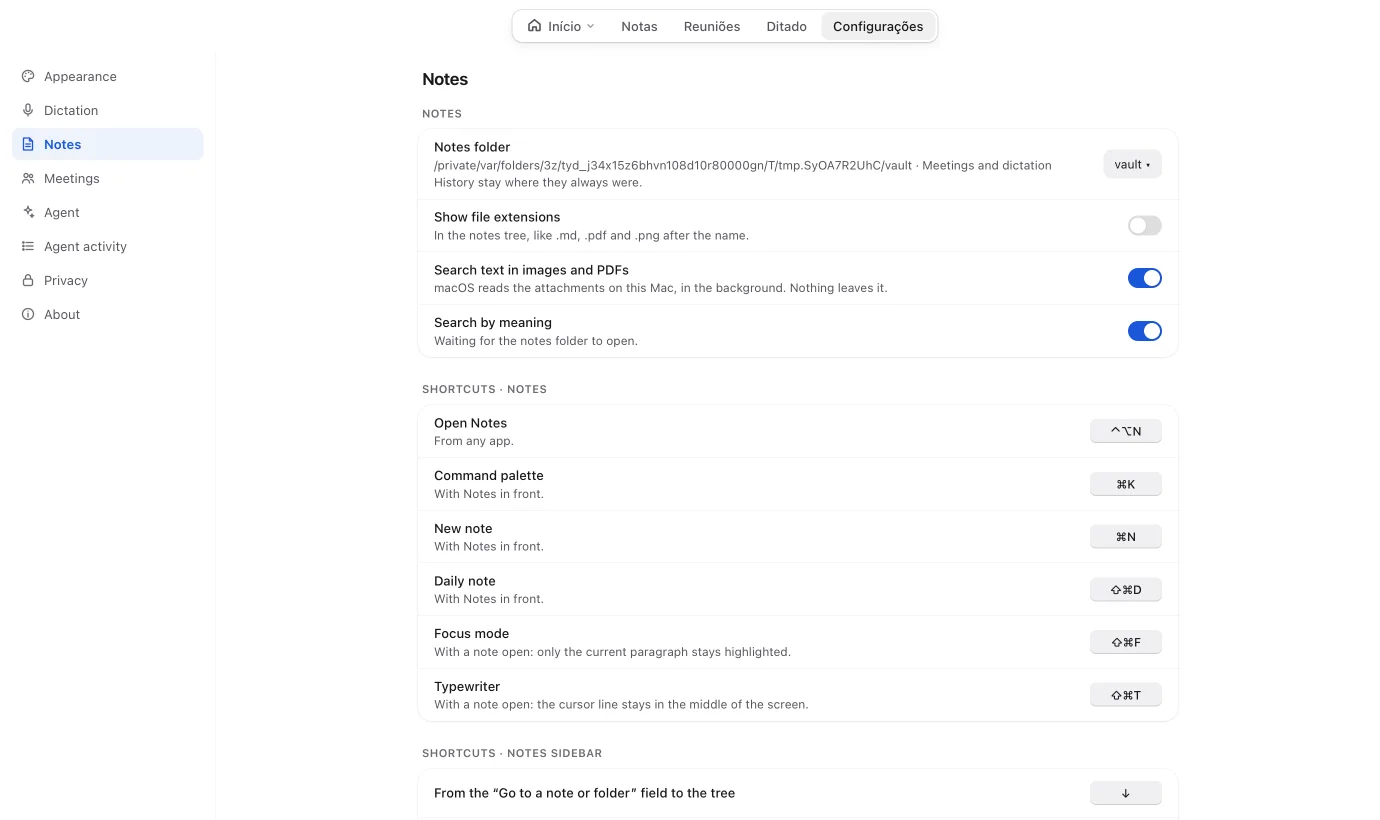 Início
Notas
Reuniões
Ditado
Configurações
Appearance
Dictation
Notes
Meetings
Agent
Agent activity
Privacy
About
Notes
NOTES
Notes folder
/private/var/folders/3z/tyd_j34x15z6bhvn108d10r80000gn/T/tmp.SyOA7R2UhC/vault · Meetings and dictation
History stay where they always were.
vault
Show file extensions
In the notes tree, like .md, .pdf and .png after the name.
Search text in images and PDFs
macOS reads the attachments on this Mac, in the background. Nothing leaves it.
Search by meaning
Waiting for the notes folder to open.
SHORTCUTS · NOTES
Open Notes
From any app.
⌃⌥N
Command palette
With Notes in front.
⌘K
New note
With Notes in front.
⌘N
Daily note
With Notes in front.
⇧⌘D
Focus mode
With a note open: only the current paragraph stays highlighted.
⇧⌘F
Typewriter
With a note open: the cursor line stays in the middle of the screen.
⇧⌘T
SHORTCUTS · NOTES SIDEBAR
From the “Go to a note or folder” field to the tree
↓